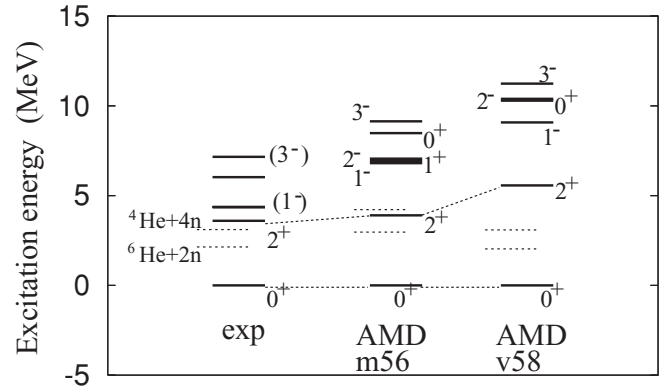 Excitation energy (MeV)
15
10
5
0
-5
(3⁻)
(1⁻)
⁴He+4n
2⁺
⁶He+2n
0⁺
exp
3⁻
0⁺
2⁻
1⁺
1⁻
2⁺
0⁺
AMD
m56
3⁻
2⁻
0⁺
1⁻
2⁺
0⁺
AMD
v58